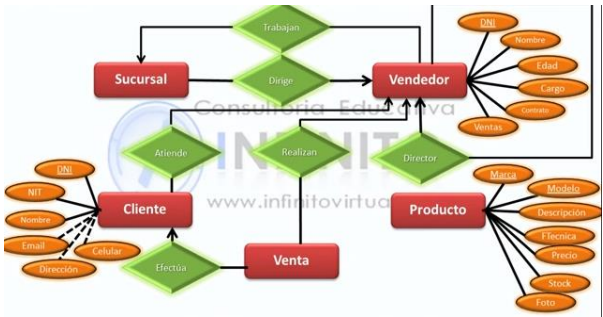 Trabajan
DNI
Nombre
Sucursal
Dirige
Vendedor
Edad
Cargo
Contrato
Ventas
Consultoria Educativa
INFINIT
Atiende
Realizan
Director
DNI
NIT
Nombre
Email
Dirección
Celular
Cliente
www.infinitovirtua
Efectúa
Venta
Producto
Marca
Modelo
Descripción
FTecnica
Precio
Stock
Foto